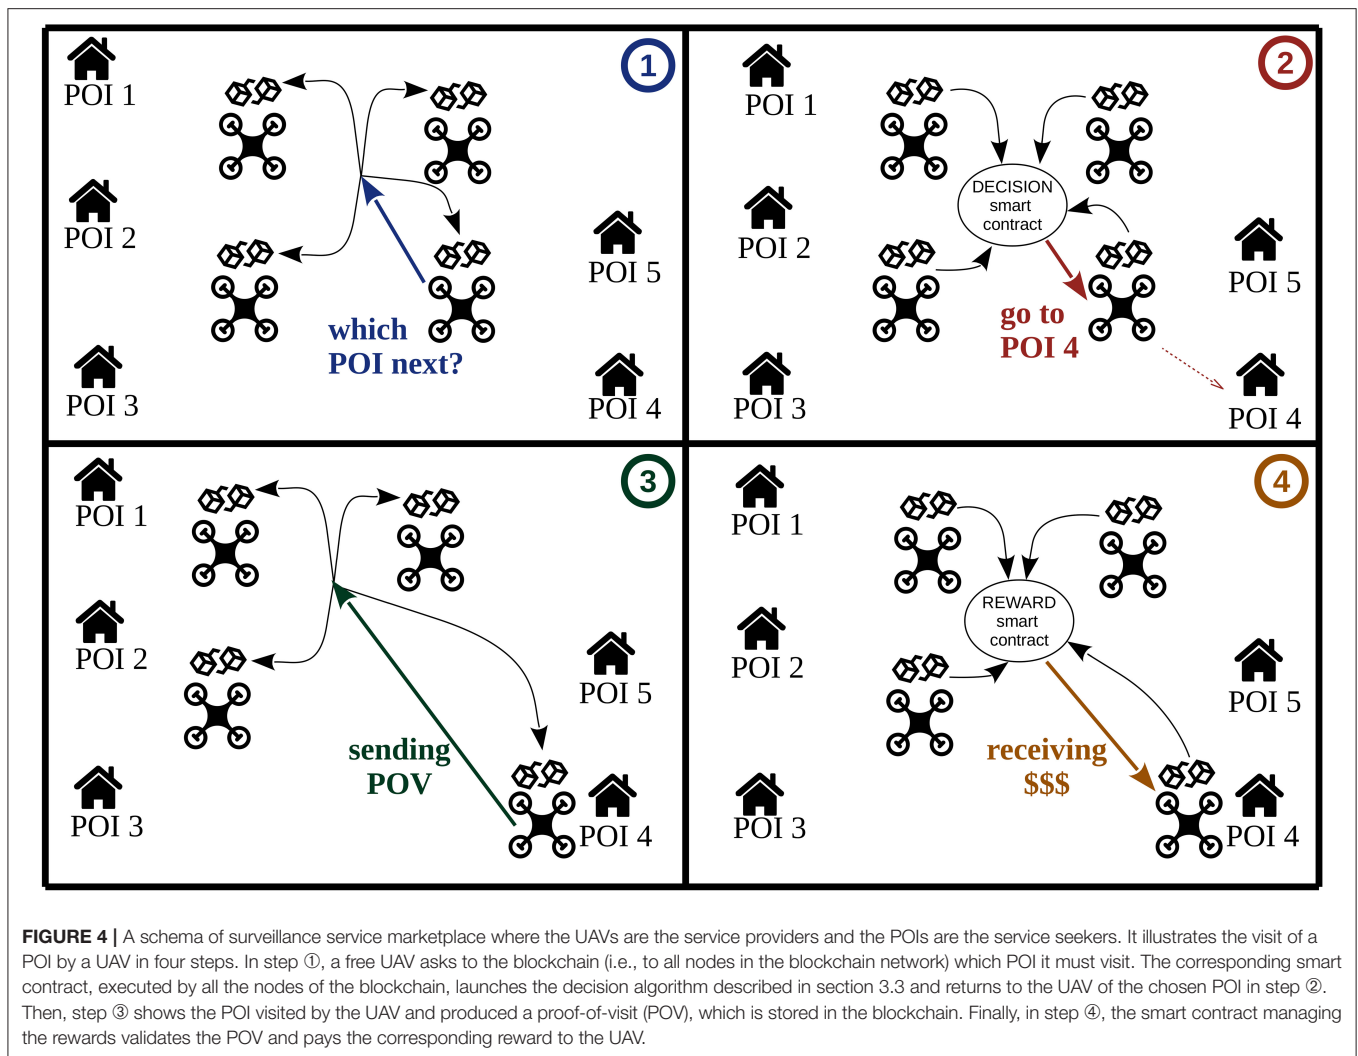 1
POI 1
POI 2
POI 5
which
POI next?
POI 3
POI 4
2
POI 1
DECISION
smart
contract
POI 2
POI 5
go to
POI 4
POI 3
POI 4
3
POI 1
POI 2
POI 5
sending
POV
POI 3
POI 4
4
POI 1
REWARD
smart
contract
POI 2
POI 5
receiving
$$$
POI 3
POI 4
FIGURE 4 | A schema of surveillance service marketplace where the UAVs are the service providers and the POIs are the service seekers. It illustrates the visit of a
POI by a UAV in four steps. In step ①, a free UAV asks to the blockchain (i.e., to all nodes in the blockchain network) which POI it must visit. The corresponding smart
contract, executed by all the nodes of the blockchain, launches the decision algorithm described in section 3.3 and returns to the UAV of the chosen POI in step ②.
Then, step ③ shows the POI visited by the UAV and produced a proof-of-visit (POV), which is stored in the blockchain. Finally, in step ④, the smart contract managing
the rewards validates the POV and pays the corresponding reward to the UAV.